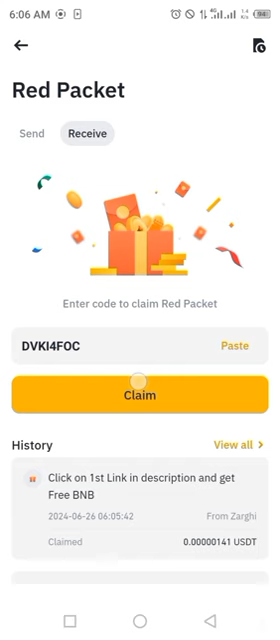 6:06 AM
Red Packet
Send Receive
Enter code to claim Red Packet
DVKI4FOC Paste
Claim
History View all
Click on 1st Link in description and get
Free BNB
2024-06-26 06:05:42 From Zarghi
Claimed 0.00000141 USDT